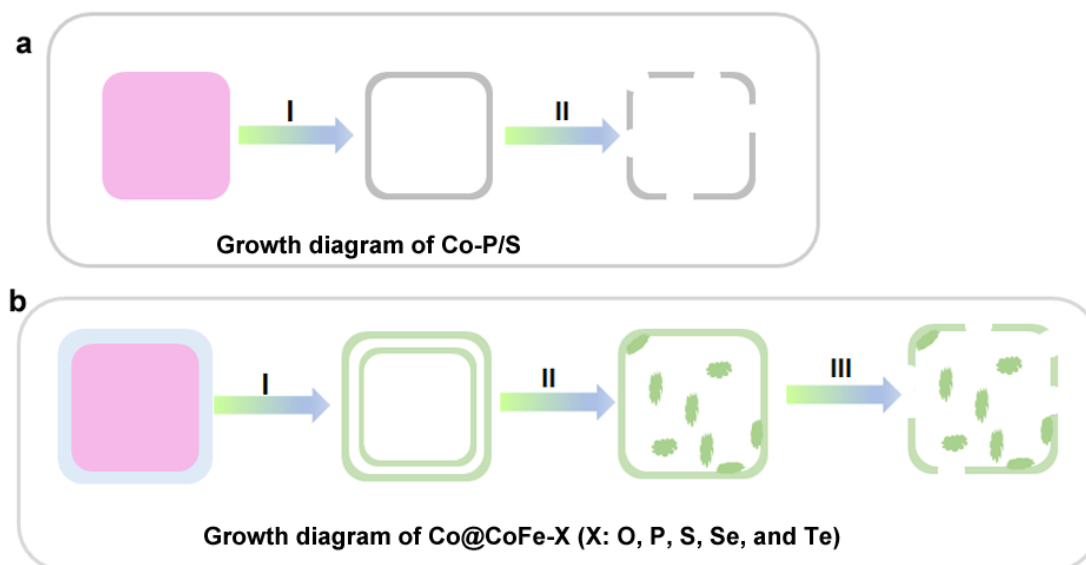 a
I
II
Growth diagram of Co-P/S
b
I
II
III
Growth diagram of Co@CoFe-X (X: O, P, S, Se, and Te)